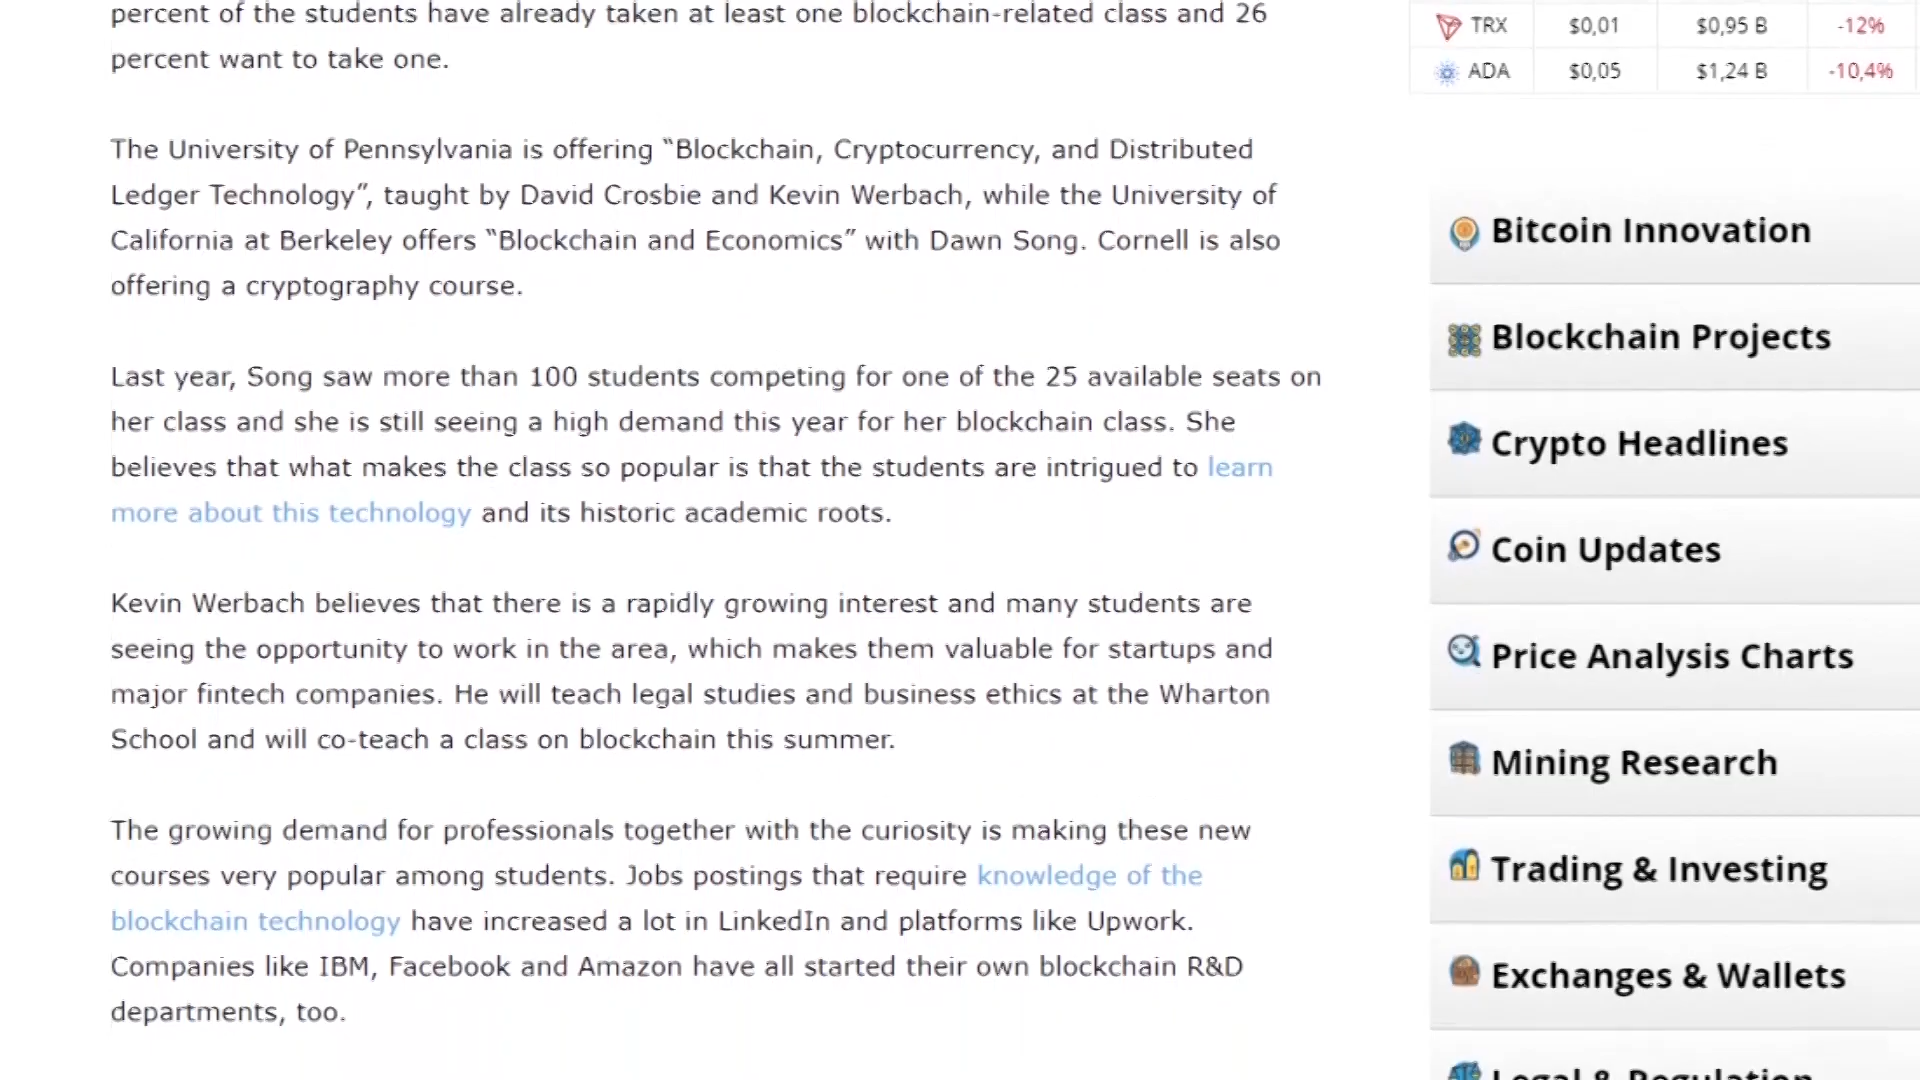 percent of the students have already taken at least one blockchain-related class and 26
percent want to take one.
The University of Pennsylvania is offering “Blockchain, Cryptocurrency, and Distributed
Ledger Technology”, taught by David Crosbie and Kevin Werbach, while the University of
California at Berkeley offers “Blockchain and Economics” with Dawn Song. Cornell is also
offering a cryptography course.
Last year, Song saw more than 100 students competing for one of the 25 available seats on
her class and she is still seeing a high demand this year for her blockchain class. She
believes that what makes the class so popular is that the students are intrigued to learn
more about this technology and its historic academic roots.
Kevin Werbach believes that there is a rapidly growing interest and many students are
seeing the opportunity to work in the area, which makes them valuable for startups and
major fintech companies. He will teach legal studies and business ethics at the Wharton
School and will co-teach a class on blockchain this summer.
The growing demand for professionals together with the curiosity is making these new
courses very popular among students. Jobs postings that require knowledge of the
blockchain technology have increased a lot in LinkedIn and platforms like Upwork.
Companies like IBM, Facebook and Amazon have all started their own blockchain R&D
departments, too.
TRX $0,01 $0,95 B -12%
ADA $0,05 $1,24 B -10,4%
Bitcoin Innovation
Blockchain Projects
Crypto Headlines
Coin Updates
Price Analysis Charts
Mining Research
Trading & Investing
Exchanges & Wallets
Legal & Regulation